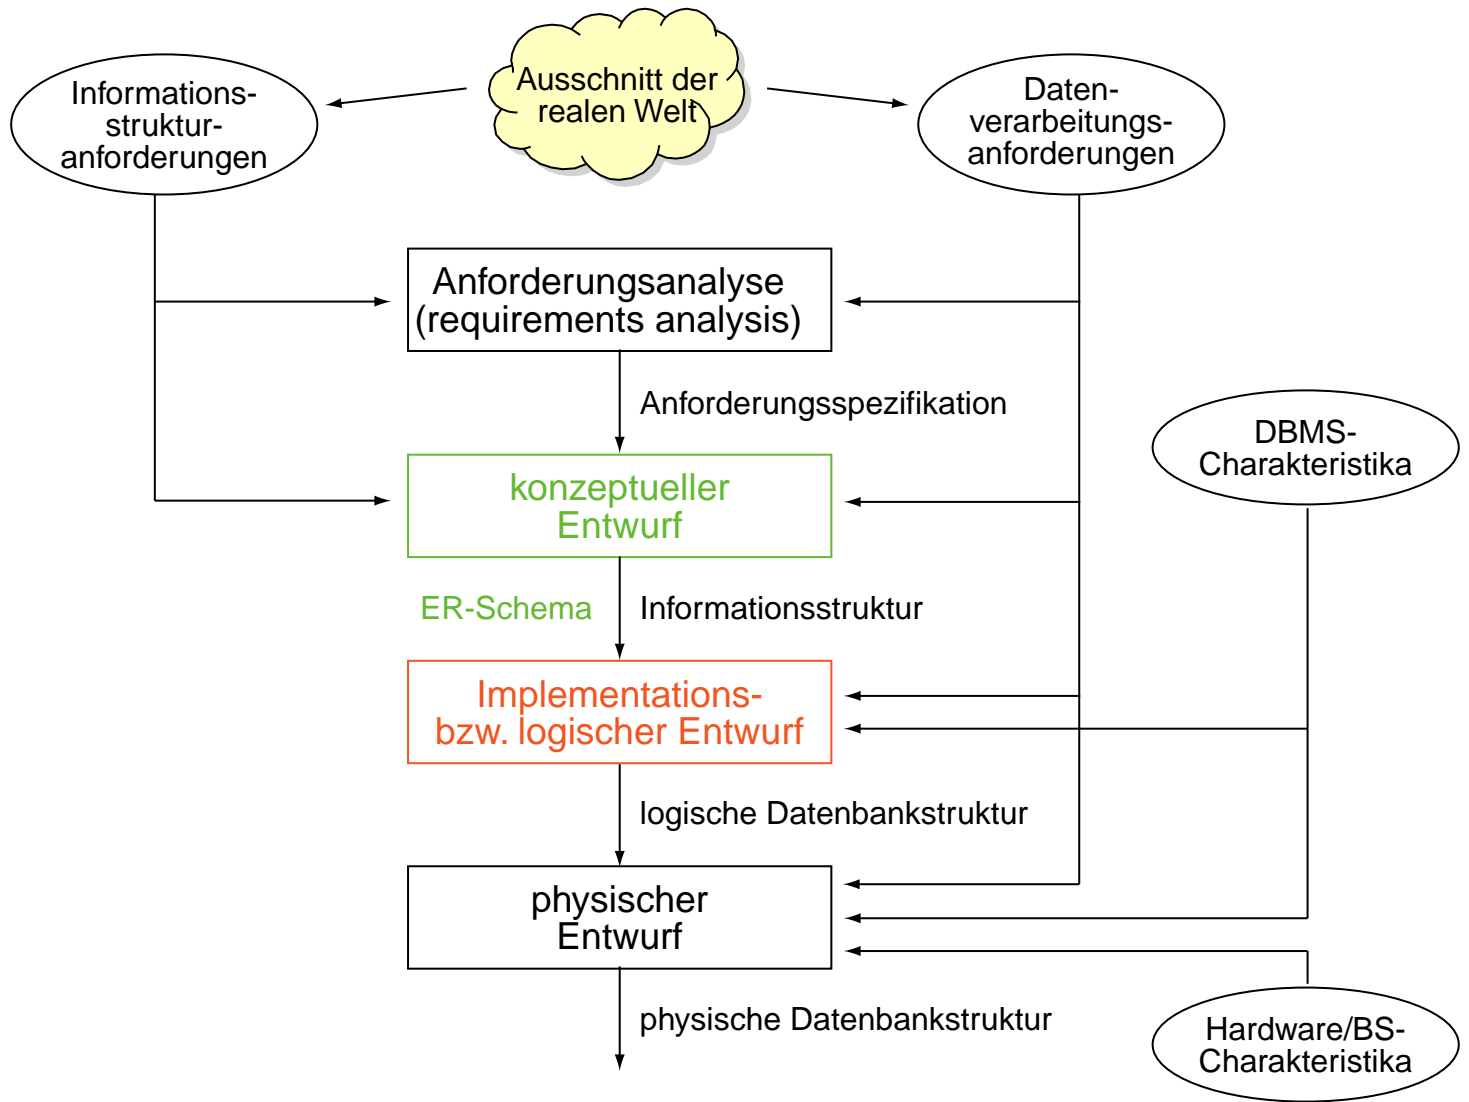 Ausschnitt der
realen Welt
Informations-
struktur-
anforderungen
Daten-
verarbeitungs-
anforderungen
Anforderungsanalyse
(requirements analysis)
Anforderungsspezifikation
DBMS-
Charakteristika
konzeptueller
Entwurf
ER-Schema
Informationsstruktur
Implementations-
bzw. logischer Entwurf
logische Datenbankstruktur
physischer
Entwurf
physische Datenbankstruktur
Hardware/BS-
Charakteristika